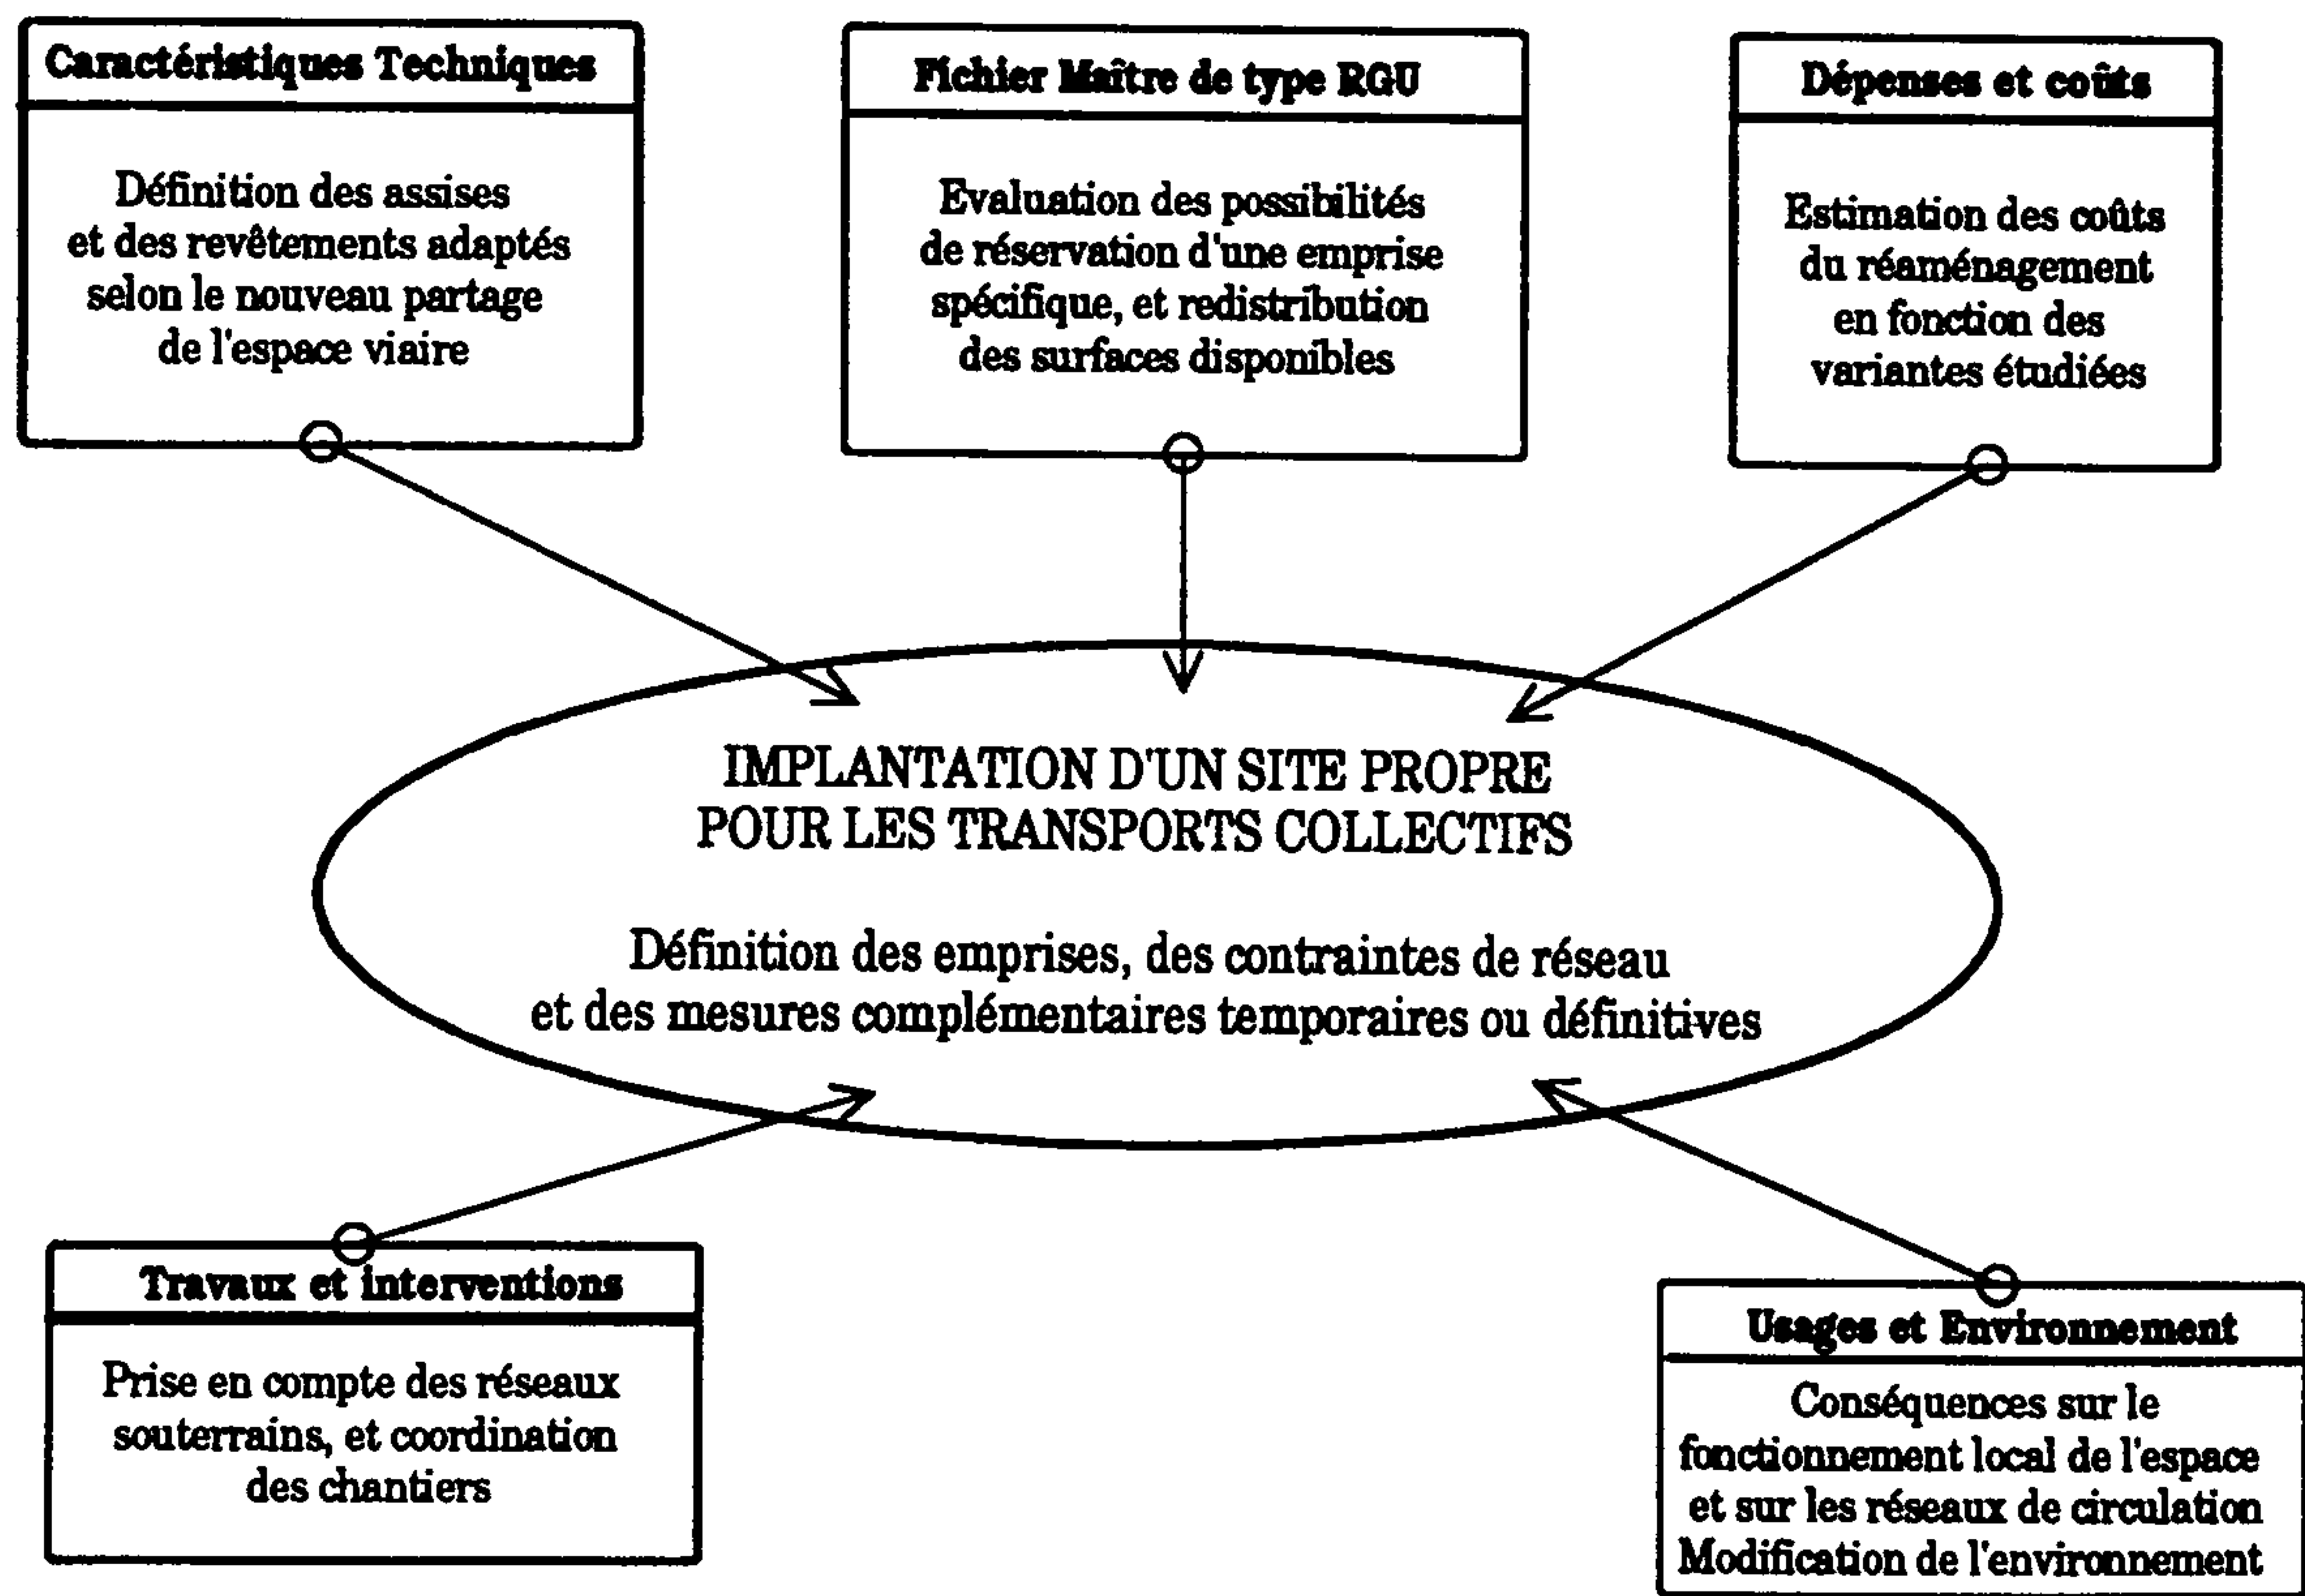 Caractéristiques Techniques
Définition des assises
et des revêtements adaptés
selon le nouveau partage
de l'espace viaire
Fichier Maître de type RGU
Evaluation des possibilités
de réservation d'une emprise
spécifique, et redistribution
des surfaces disponibles
Dépenses et coûts
Estimation des coûts
du réaménagement
en fonction des
variantes étudiées
IMPLANTATION D'UN SITE PROPRE
POUR LES TRANSPORTS COLLECTIFS
Définition des emprises, des contraintes de réseau
et des mesures complémentaires temporaires ou définitives
Travaux et interventions
Prise en compte des réseaux
souterrains, et coordination
des chantiers
Usages et Environnement
Conséquences sur le
fonctionnement local de l'espace
et sur les réseaux de circulation
Modification de l'environnement